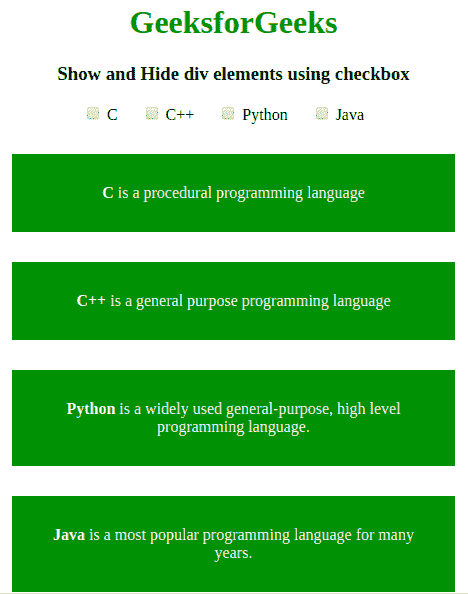 GeeksforGeeks
Show and Hide div elements using checkbox
C C++ Python Java
C is a procedural programming language
C++ is a general purpose programming language
Python is a widely used general-purpose, high level
programming language.
Java is a most popular programming language for many
years.